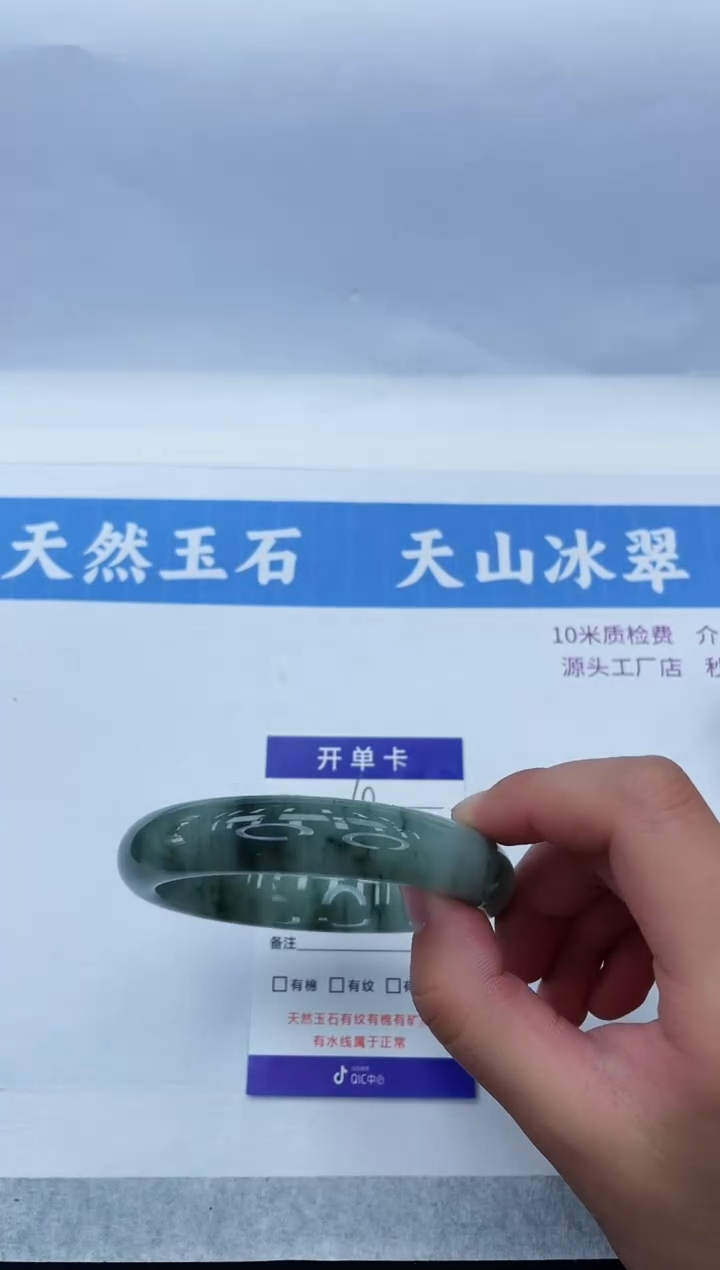 天然玉石 天山冰翠
10米质检费 介
源头工厂店 秒
开单卡
10
备注
□有棉 □有纹 □有
天然玉石有纹有棉有矿
有水线属于正常
QIC中心